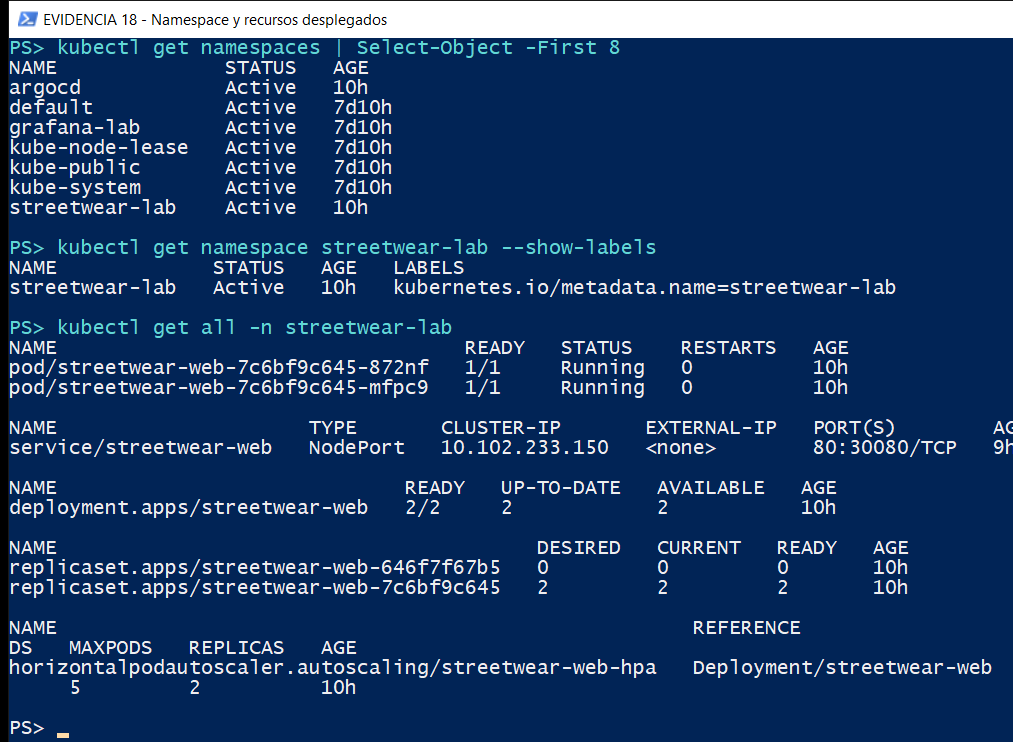 EVIDENCIA 18 - Namespace y recursos desplegados
PS> kubectl get namespaces | Select-Object -First 8
NAME STATUS AGE
argocd Active 10h
default Active 7d10h
grafana-lab Active 7d10h
kube-node-lease Active 7d10h
kube-public Active 7d10h
kube-system Active 7d10h
streetwear-lab Active 10h
PS> kubectl get namespace streetwear-lab --show-labels
NAME STATUS AGE LABELS
streetwear-lab Active 10h kubernetes.io/metadata.name=streetwear-lab
PS> kubectl get all -n streetwear-lab
NAME READY STATUS RESTARTS AGE
pod/streetwear-web-7c6bf9c645-872nf 1/1 Running 0 10h
pod/streetwear-web-7c6bf9c645-mfpc9 1/1 Running 0 10h
NAME TYPE CLUSTER-IP EXTERNAL-IP PORT(S) AG
service/streetwear-web NodePort 10.102.233.150 <none> 80:30080/TCP 9h
NAME READY UP-TO-DATE AVAILABLE AGE
deployment.apps/streetwear-web 2/2 2 2 10h
NAME DESIRED CURRENT READY AGE
replicaset.apps/streetwear-web-646f7f67b5 0 0 0 10h
replicaset.apps/streetwear-web-7c6bf9c645 2 2 2 10h
NAME REFERENCE
DS MAXPODS REPLICAS AGE
horizontalpodautoscaler.autoscaling/streetwear-web-hpa Deployment/streetwear-web
5 2 10h
PS>